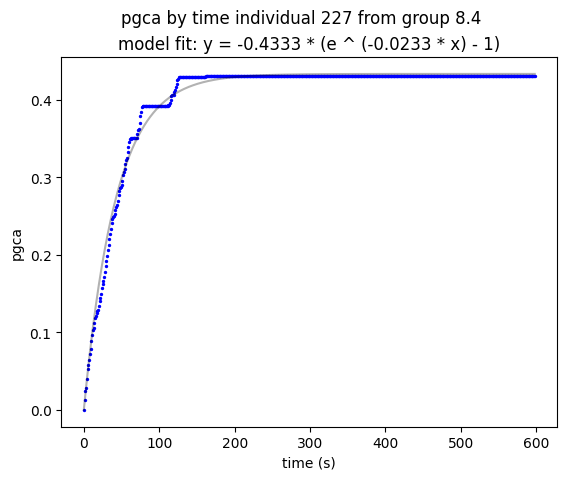 pgca by time individual 227 from group 8.4
model fit: y = -0.4333 * (e ^ (-0.0233 * x) - 1)
pgca
0.4
0.3
0.2
0.1
0.0
0 100 200 300 400 500 600
time (s)